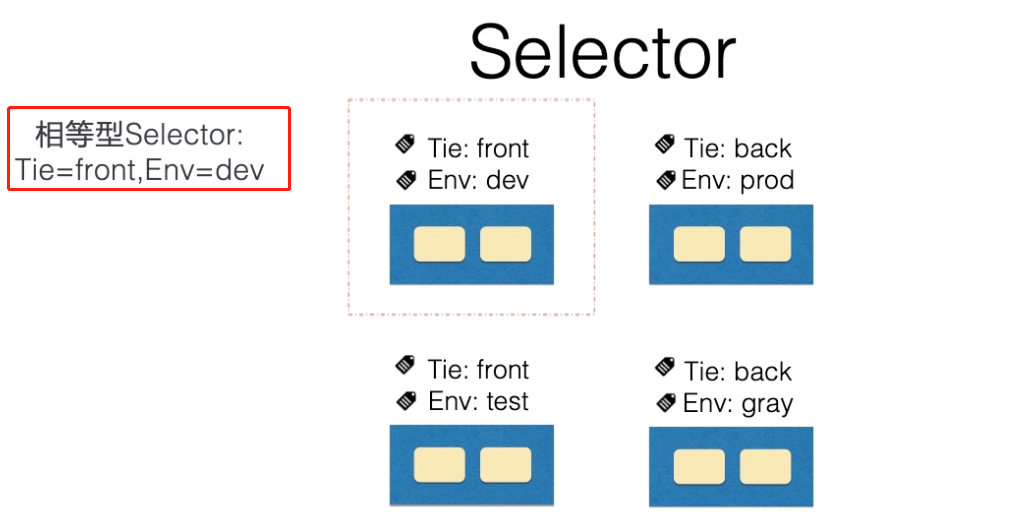 Selector
相等型Selector:
Tie=front,Env=dev
Tie: front
Env: dev
Tie: back
Env: prod
Tie: front
Env: test
Tie: back
Env: gray